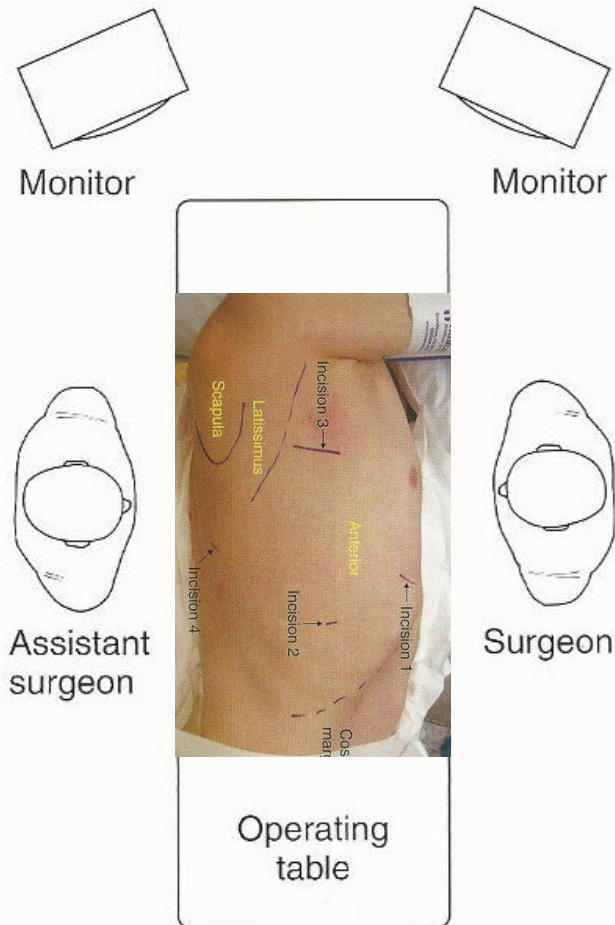 Monitor
Monitor
Incision 3
Scapula
Latissimus
Anterior
Incision 4
Incision 2
Incision 1
Assistant
surgeon
Surgeon
Operating
table